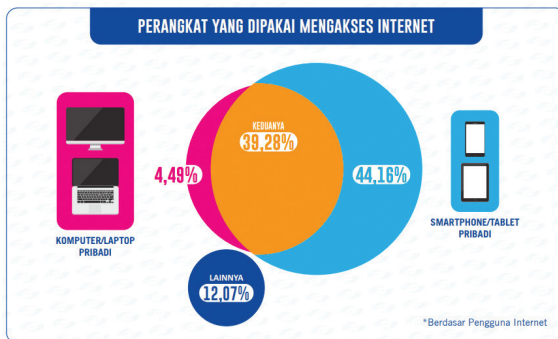 PERANGKAT YANG DIPAKAI MENGAKSES INTERNET
KEDUANYA
39,28%
4,49%
44,16%
KOMPUTER/LAPTOP
PRIBADI
SMARTPHONE/TABLET
PRIBADI
LAINNYA
12,07%
*Berdasar Pengguna Internet